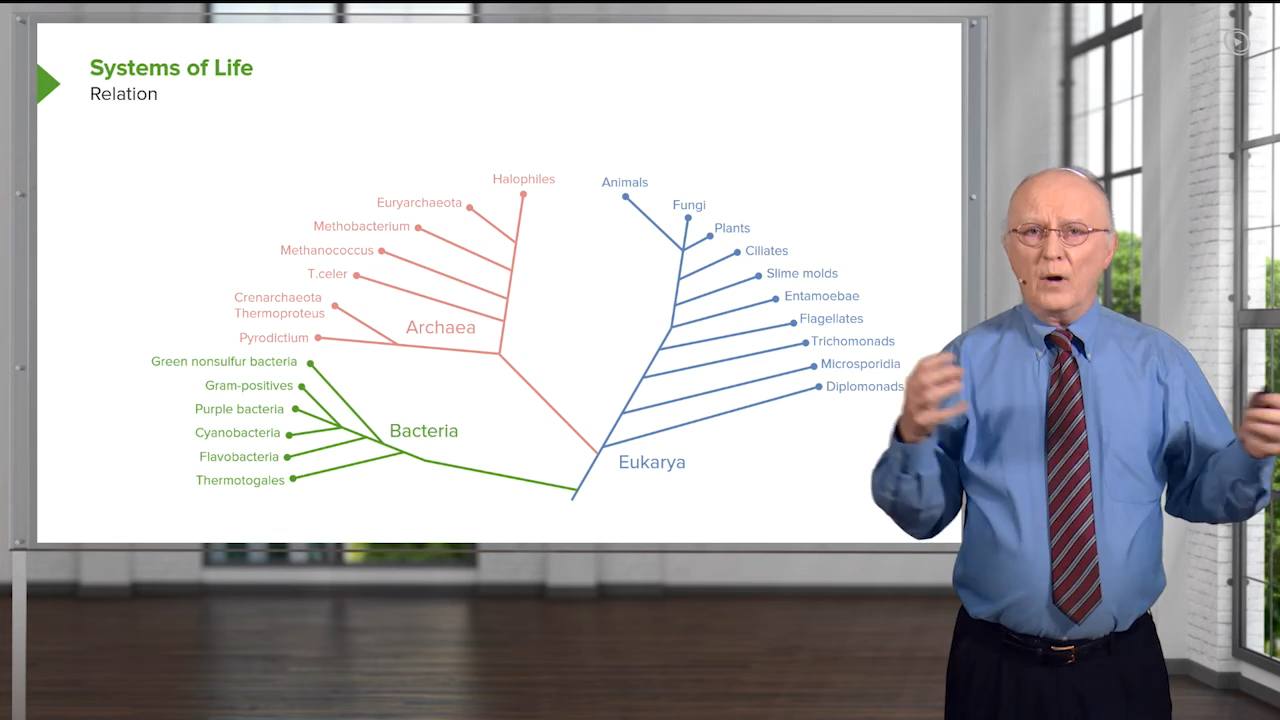 Systems of Life
Relation
Halophiles
Animals
Euryarchaeota
Fungi
Methobacterium
Plants
Methanococcus
Ciliates
T.celer
Slime molds
Crenarchaeota
Thermoproteus
Entamoebae
Flagellates
Archaea
Pyrodictium
Trichomonads
Green nonsulfur bacteria
Microsporidia
Gram-positives
Diplomonads
Purple bacteria
Cyanobacteria
Bacteria
Flavobacteria
Eukarya
Thermotogales